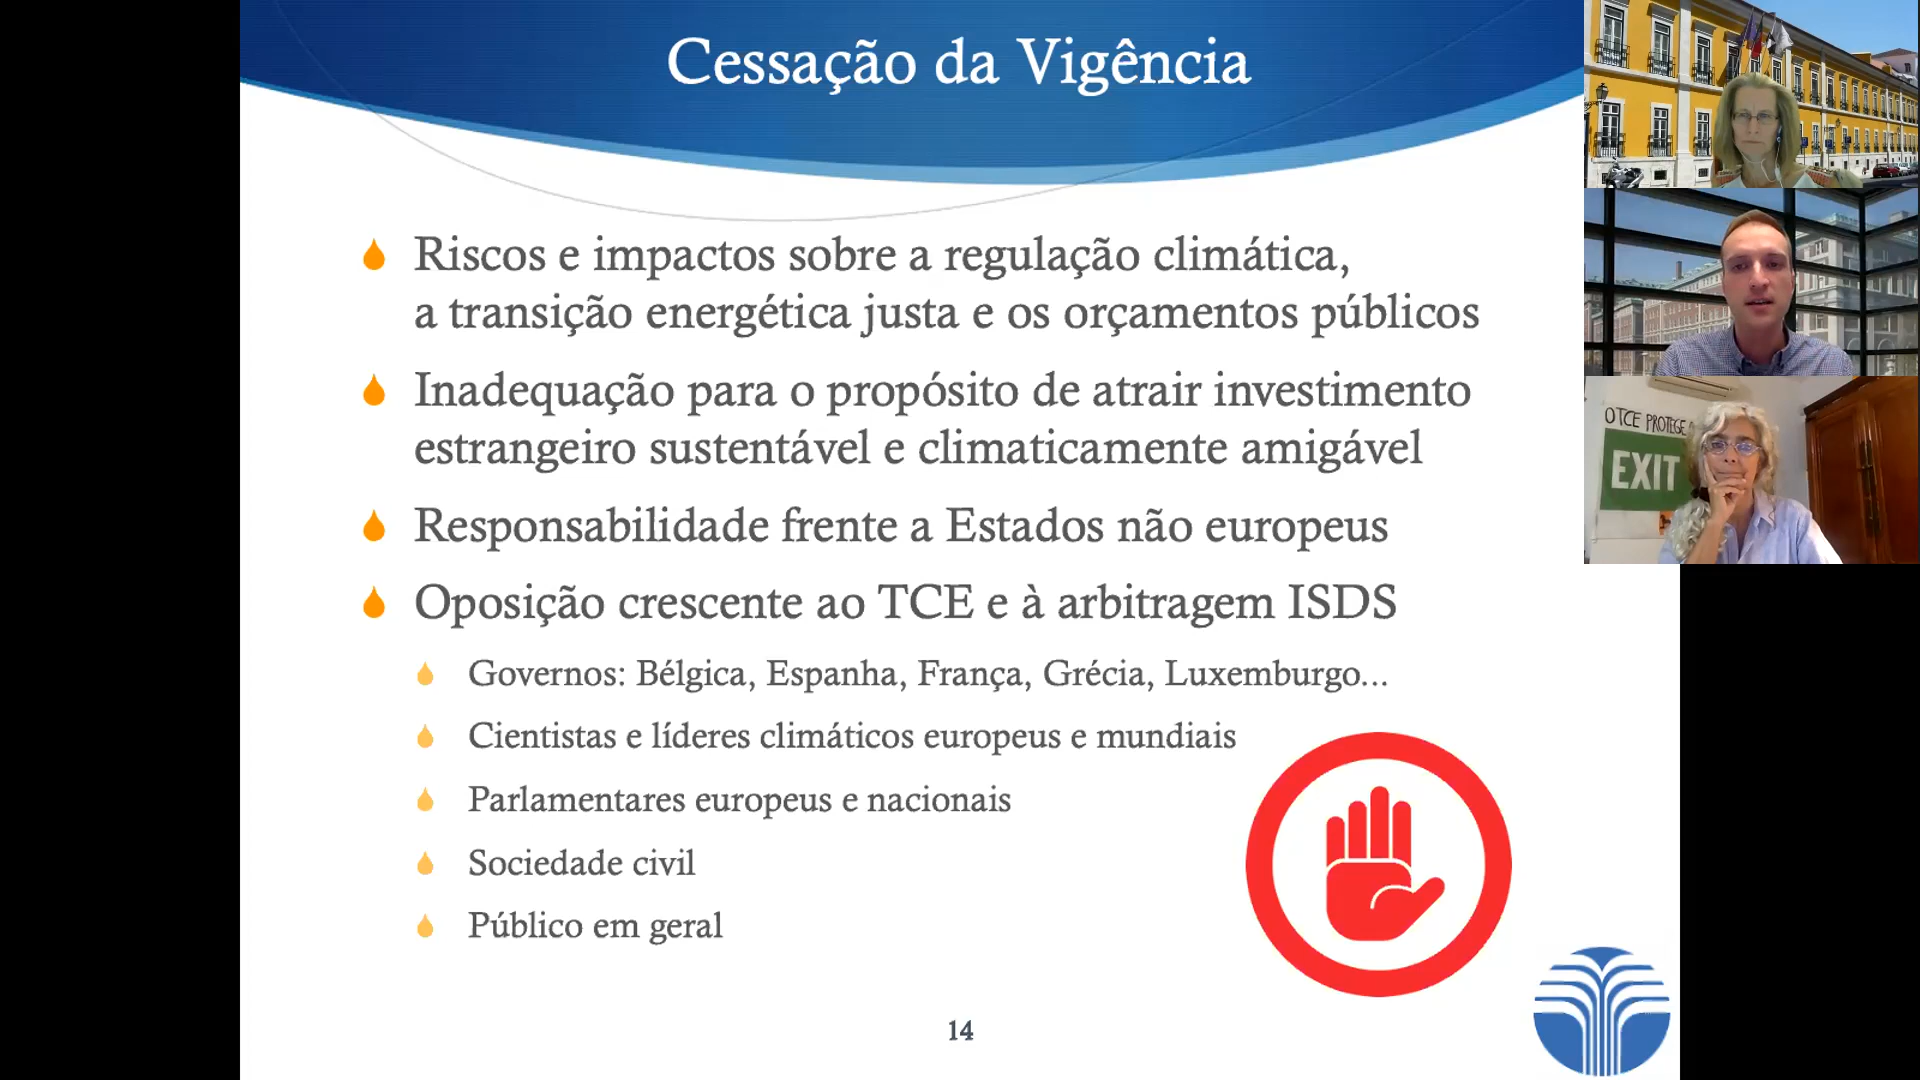 Cessação da Vigência
Riscos e impactos sobre a regulação climática,
a transição energética justa e os orçamentos públicos
Inadequação para o propósito de atrair investimento
estrangeiro sustentável e climaticamente amigável
Responsabilidade frente a Estados não europeus
Oposição crescente ao TCE e à arbitragem ISDS
Governos: Bélgica, Espanha, França, Grécia, Luxemburgo...
Cientistas e líderes climáticos europeus e mundiais
Parlamentares europeus e nacionais
Sociedade civil
Público em geral
14
O TCE PROTEGE
EXIT